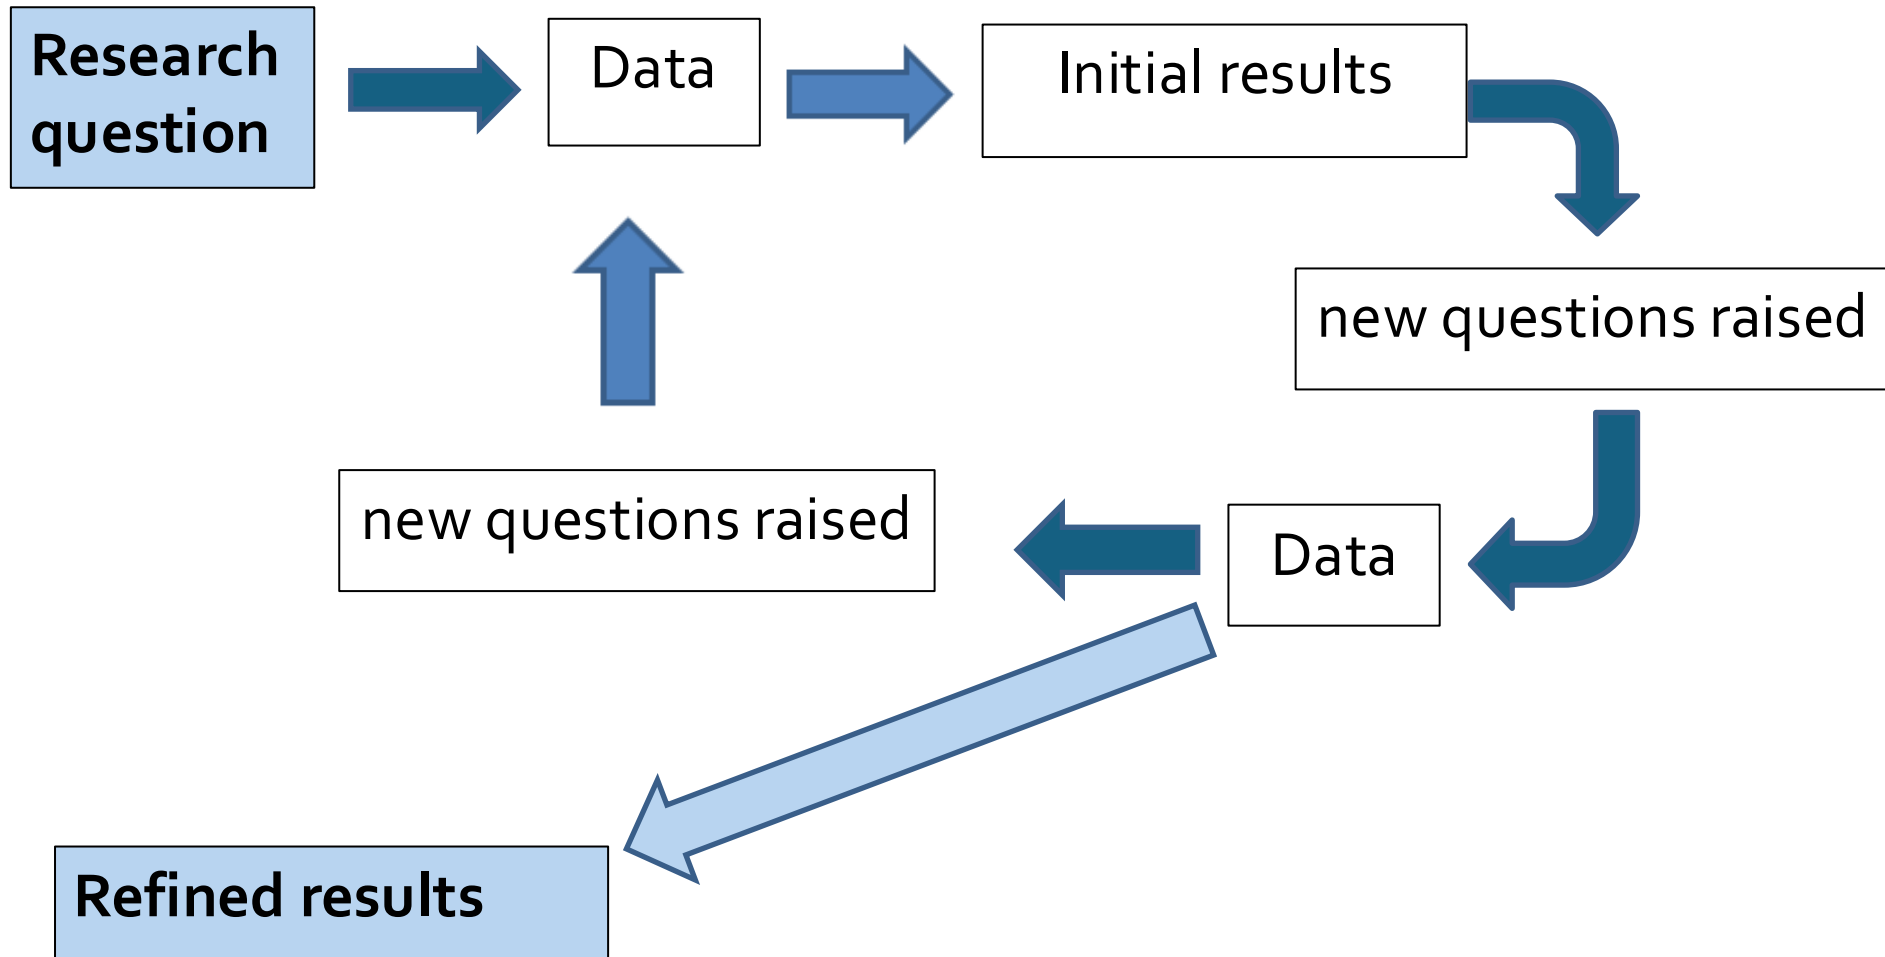 Research
question
Data
Initial results
new questions raised
Data
new questions raised
Refined results